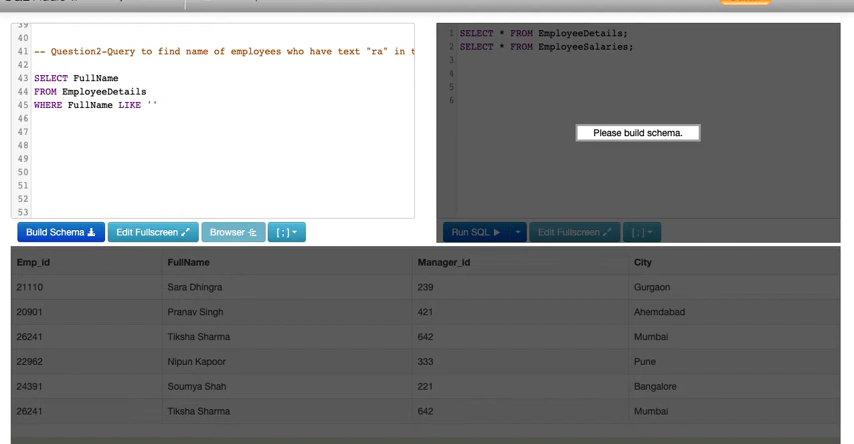 39
40
41 -- Question2-Query to find name of employees who have text "ra" in t
42
43 SELECT FullName
44 FROM EmployeeDetails
45 WHERE FullName LIKE ''
46
47
48
49
50
51
52
53
1 SELECT * FROM EmployeeDetails;
2 SELECT * FROM EmployeeSalaries;
3
4
5
6
Please build schema.
Build Schema Edit Fullscreen Browser [ ; ]
Run SQL Edit Fullscreen [ ; ]
Emp_id FullName Manager_id City
21110 Sara Dhingra 239 Gurgaon
20901 Pranav Singh 421 Ahemdabad
26241 Tiksha Sharma 642 Mumbai
22962 Nipun Kapoor 333 Pune
24391 Soumya Shah 221 Bangalore
26241 Tiksha Sharma 642 Mumbai